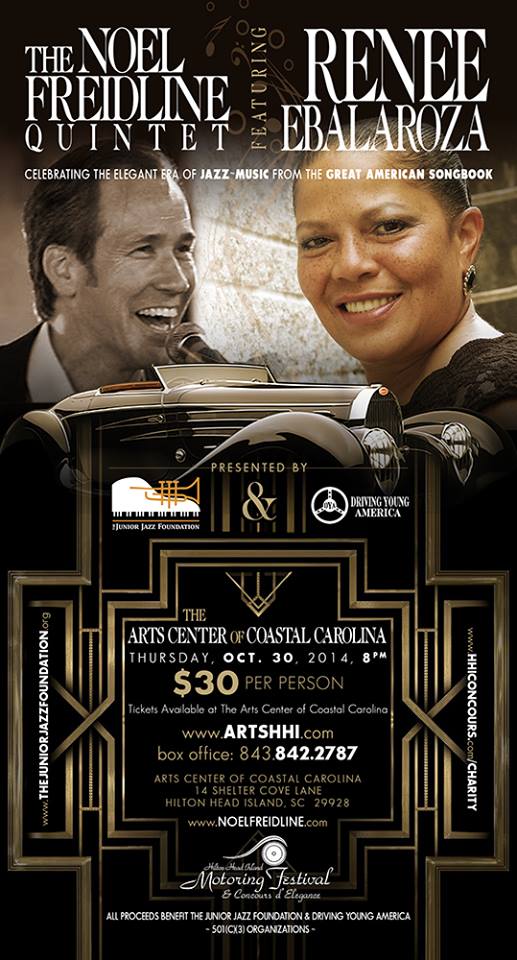 THE NOEL
FREIDLINE
QUINTET
FEATURING
RENEE
EBALAROZA
CELEBRATING THE ELEGANT ERA OF JAZZ-MUSIC FROM THE GREAT AMERICAN SONGBOOK
PRESENTED BY
THE JUNIOR JAZZ FOUNDATION
&
DYA
DRIVING YOUNG
AMERICA
www.THEJUNIORJAZZFOUNDATION.org
THE
ARTS CENTER OF COASTAL CAROLINA
THURSDAY, OCT. 30, 2014, 8PM
$30 PER PERSON
Tickets Available at The Arts Center of Coastal Carolina
www.ARTSHHI.com
box office: 843.842.2787
ARTS CENTER OF COASTAL CAROLINA
14 SHELTER COVE LANE
HILTON HEAD ISLAND, SC 29928
www.NOELFREIDLINE.com
www.HHICONCOURS.com/CHARITY
Hilton Head Island
Motoring Festival
& Concours d'Elegance
ALL PROCEEDS BENEFIT THE JUNIOR JAZZ FOUNDATION & DRIVING YOUNG AMERICA
~ 501(C)(3) ORGANIZATIONS ~